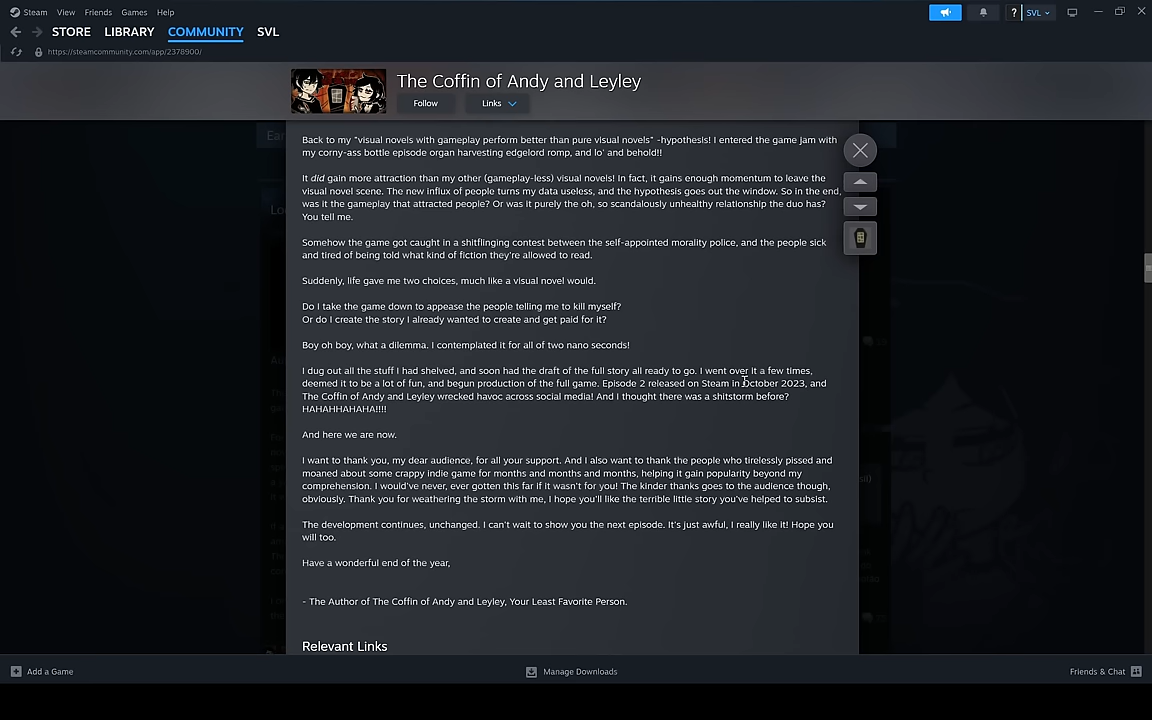 Steam View Friends Games Help
? SVL
STORE LIBRARY COMMUNITY SVL
https://steamcommunity.com/app/2378900/
The Coffin of Andy and Leyley
Follow Links
Back to my "visual novels with gameplay perform better than pure visual novels" -hypothesis! I entered the game jam with
my corny-ass bottle episode organ harvesting edgelord romp, and lo' and behold!!
It did gain more attraction than my other (gameplay-less) visual novels! In fact, it gains enough momentum to leave the
visual novel scene. The new influx of people turns my data useless, and the hypothesis goes out the window. So in the end,
was it the gameplay that attracted people? Or was it purely the oh, so scandalously unhealthy relationship the duo has?
You tell me.
Somehow the game got caught in a shitflinging contest between the self-appointed morality police, and the people sick
and tired of being told what kind of fiction they're allowed to read.
Suddenly, life gave me two choices, much like a visual novel would.
Do I take the game down to appease the people telling me to kill myself?
Or do I create the story I already wanted to create and get paid for it?
Boy oh boy, what a dilemma. I contemplated it for all of two nano seconds!
I dug out all the stuff I had shelved, and soon had the draft of the full story all ready to go. I went over it a few times,
deemed it to be a lot of fun, and begun production of the full game. Episode 2 released on Steam in October 2023, and
The Coffin of Andy and Leyley wrecked havoc across social media! And I thought there was a shitstorm before?
HAHAHHAHAHA!!!!
And here we are now.
I want to thank you, my dear audience, for all your support. And I also want to thank the people who tirelessly pissed and
moaned about some crappy indie game for months and months and months, helping it gain popularity beyond my
comprehension. I would've never, ever gotten this far if it wasn't for you! The kinder thanks goes to the audience though,
obviously. Thank you for weathering the storm with me, I hope you'll like the terrible little story you've helped to subsist.
The development continues, unchanged. I can't wait to show you the next episode. It's just awful, I really like it! Hope you
will too.
Have a wonderful end of the year,
- The Author of The Coffin of Andy and Leyley, Your Least Favorite Person.
Relevant Links
Add a Game Manage Downloads Friends & Chat